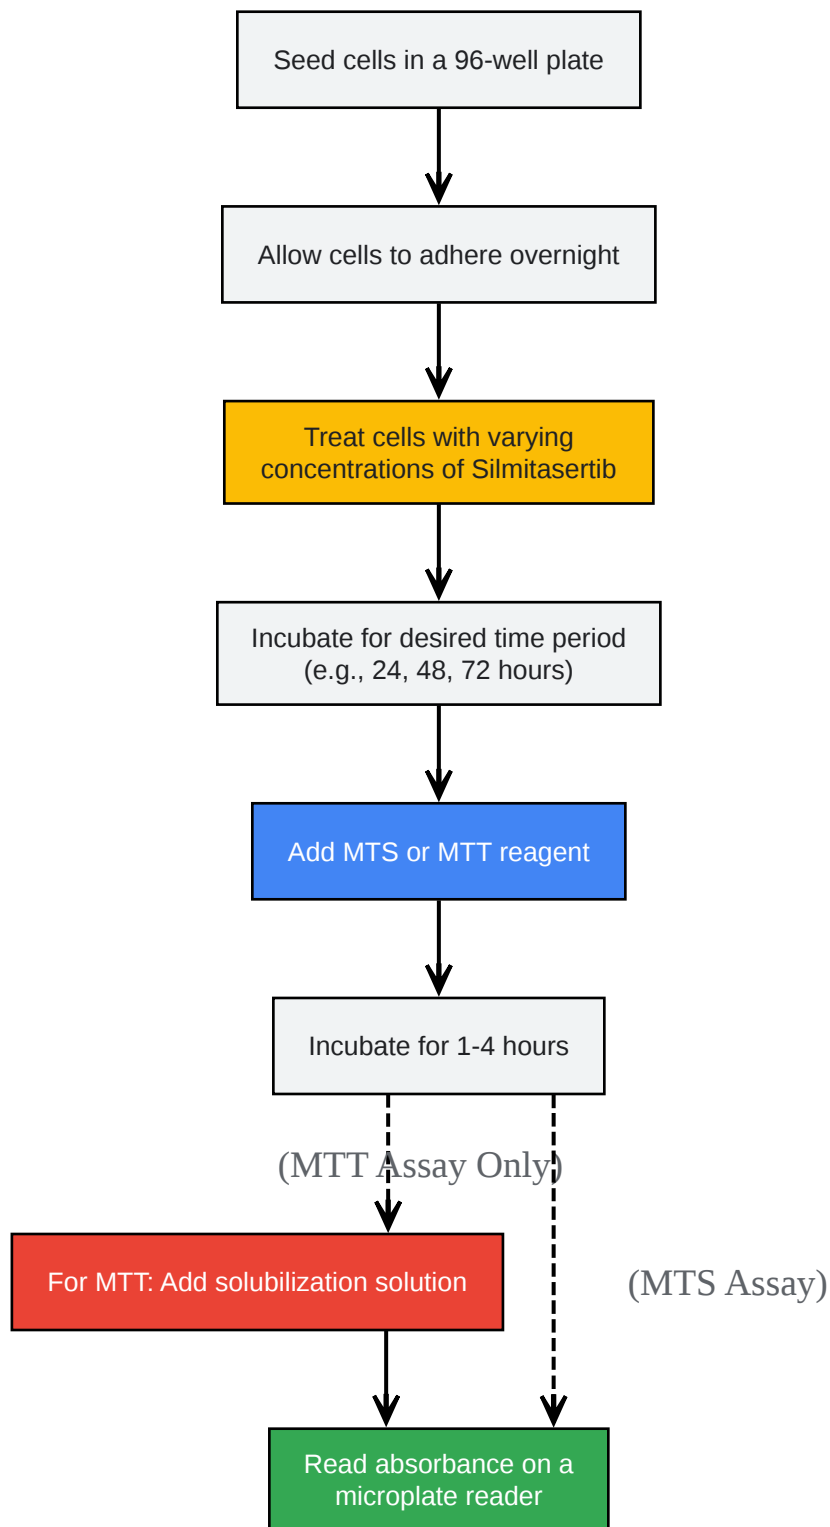 Seed cells in a 96-well plate
Allow cells to adhere overnight
Treat cells with varying
concentrations of Silmitasertib
Incubate for desired time period
(e.g., 24, 48, 72 hours)
Add MTS or MTT reagent
Incubate for 1-4 hours
(MTT Assay Only)
For MTT: Add solubilization solution
(MTS Assay)
Read absorbance on a
microplate reader